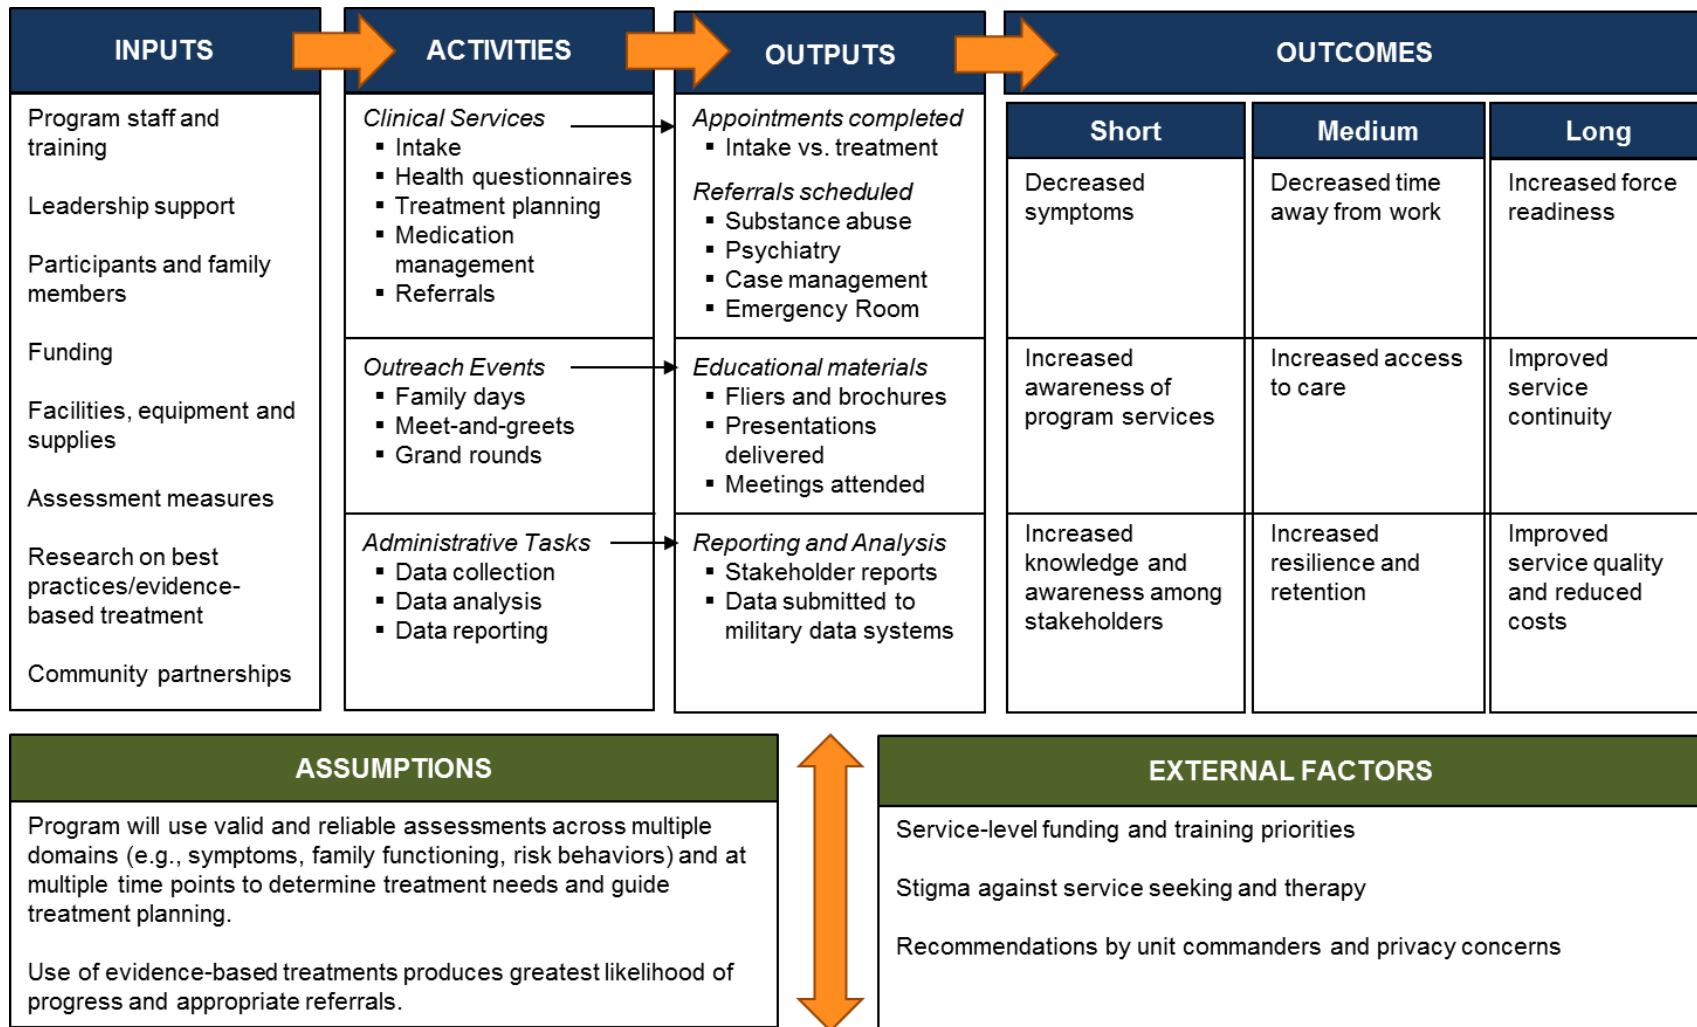 INPUTS
Program staff and
training
Leadership support
Participants and family
members
Funding
Facilities, equipment and
supplies
Assessment measures
Research on best
practices/evidence-
based treatment
Community partnerships
ACTIVITIES
Clinical Services
▪ Intake
▪ Health questionnaires
▪ Treatment planning
▪ Medication
management
▪ Referrals
Outreach Events
▪ Family days
▪ Meet-and-greets
▪ Grand rounds
Administrative Tasks
▪ Data collection
▪ Data analysis
▪ Data reporting
OUTPUTS
Appointments completed
▪ Intake vs. treatment
Referrals scheduled
▪ Substance abuse
▪ Psychiatry
▪ Case management
▪ Emergency Room
Educational materials
▪ Fliers and brochures
▪ Presentations
delivered
▪ Meetings attended
Reporting and Analysis
▪ Stakeholder reports
▪ Data submitted to
military data systems
OUTCOMES
Short
Decreased
symptoms
Increased
awareness of
program services
Increased
knowledge and
awareness among
stakeholders
Medium
Decreased time
away from work
Increased access
to care
Increased
resilience and
retention
Long
Increased force
readiness
Improved
service
continuity
Improved
service quality
and reduced
costs
ASSUMPTIONS
Program will use valid and reliable assessments across multiple
domains (e.g., symptoms, family functioning, risk behaviors) and at
multiple time points to determine treatment needs and guide
treatment planning.
Use of evidence-based treatments produces greatest likelihood of
progress and appropriate referrals.
EXTERNAL FACTORS
Service-level funding and training priorities
Stigma against service seeking and therapy
Recommendations by unit commanders and privacy concerns